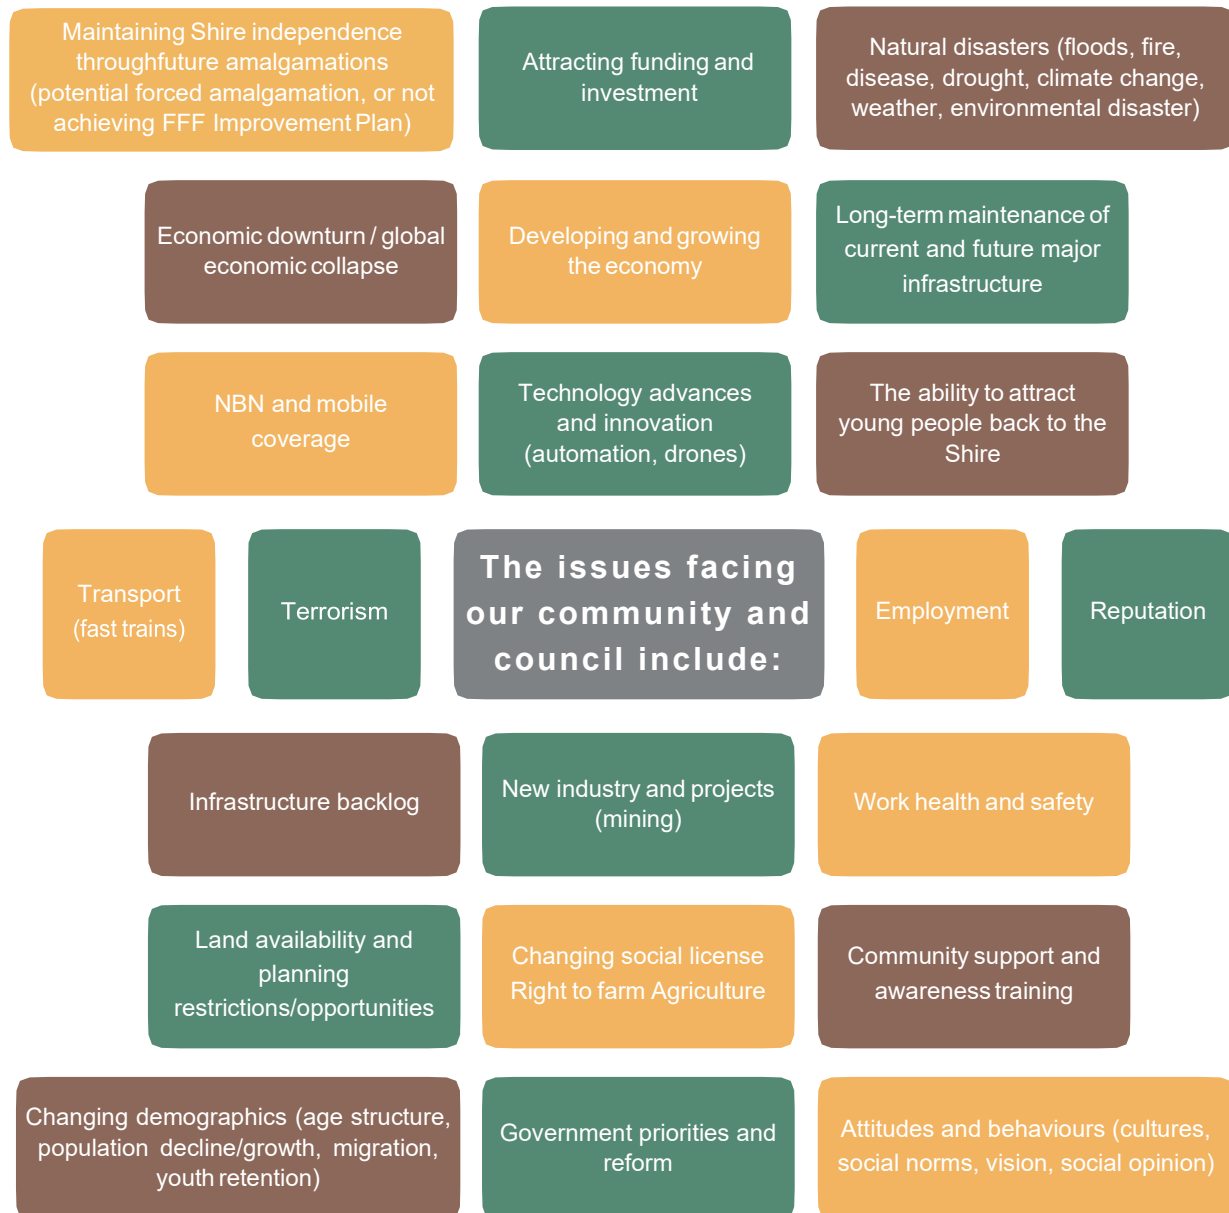 Maintaining Shire independence
throughfuture amalgamations
(potential forced amalgamation, or not
achieving FFF Improvement Plan)
Attracting funding and
investment
Natural disasters (floods, fire,
disease, drought, climate change,
weather, environmental disaster)
Economic downturn / global
economic collapse
Developing and growing
the economy
Long-term maintenance of
current and future major
infrastructure
NBN and mobile
coverage
Technology advances
and innovation
(automation, drones)
The ability to attract
young people back to the
Shire
Transport
(fast trains)
Terrorism
The issues facing
our community and
council include:
Employment
Reputation
Infrastructure backlog
New industry and projects
(mining)
Work health and safety
Land availability and
planning
restrictions/opportunities
Changing social license
Right to farm Agriculture
Community support and
awareness training
Changing demographics (age structure,
population decline/growth, migration,
youth retention)
Government priorities and
reform
Attitudes and behaviours (cultures,
social norms, vision, social opinion)